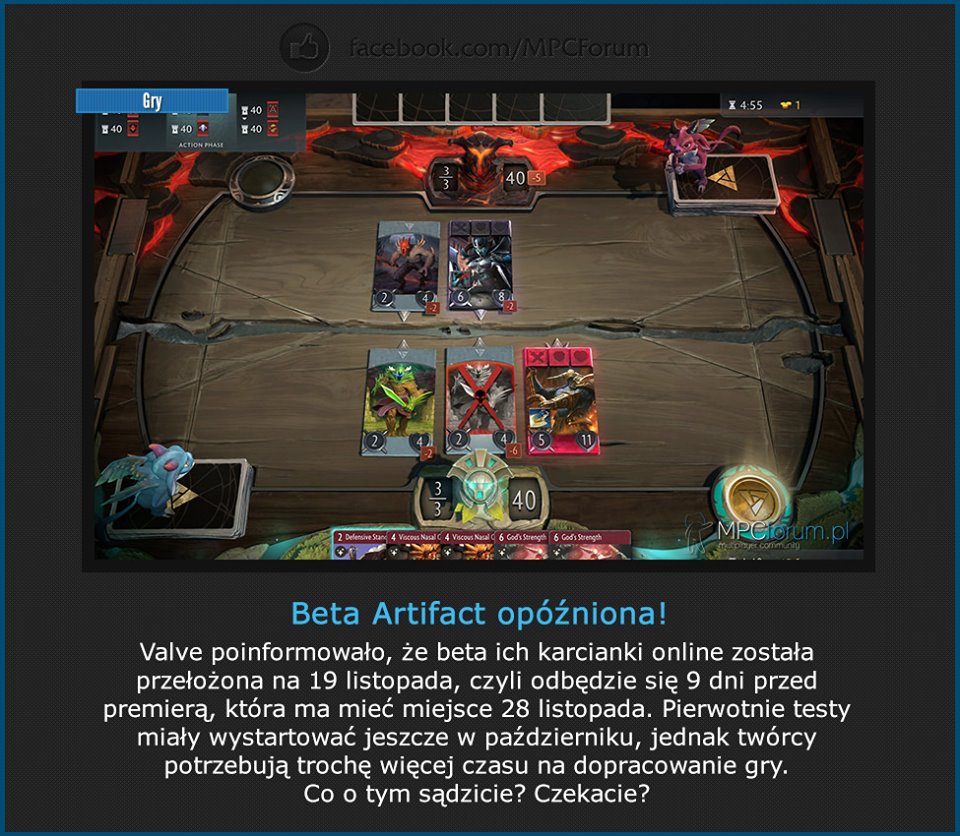 facebook.com/MPCForum
Gry
40
40
40
40
40
ACTION PHASE
4:55
1
3
3
40
-5
2
4
-2
6
8
-2
2
4
-2
2
4
-6
5
11
3
3
40
MPCforum.pl
multiplayer community
2 Defensive Stanc
4 Viscous Nasal G
4 Viscous Nasal G
6 God's Strength
6 God's Strength
Beta Artifact opóźniona!
Valve poinformowało, że beta ich karcianki online została
przełożona na 19 listopada, czyli odbędzie się 9 dni przed
premierą, która ma mieć miejsce 28 listopada. Pierwotnie testy
miały wystartować jeszcze w październiku, jednak twórcy
potrzebują trochę więcej czasu na dopracowanie gry.
Co o tym sądzicie? Czekacie?